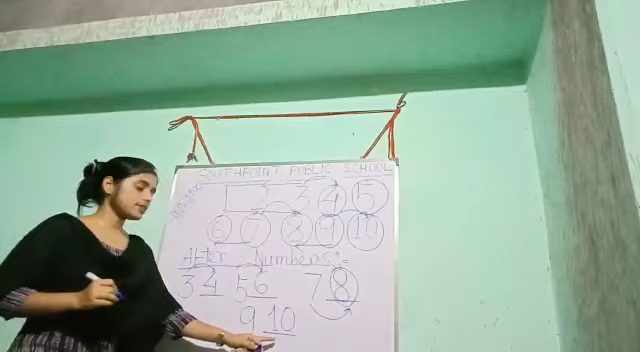 SOUTHPOINT PUBLIC SCHOOL
1 2 3 4 5
6 7 8 9 10
After Numbers:-
3 4 5 6 7 8
9 10